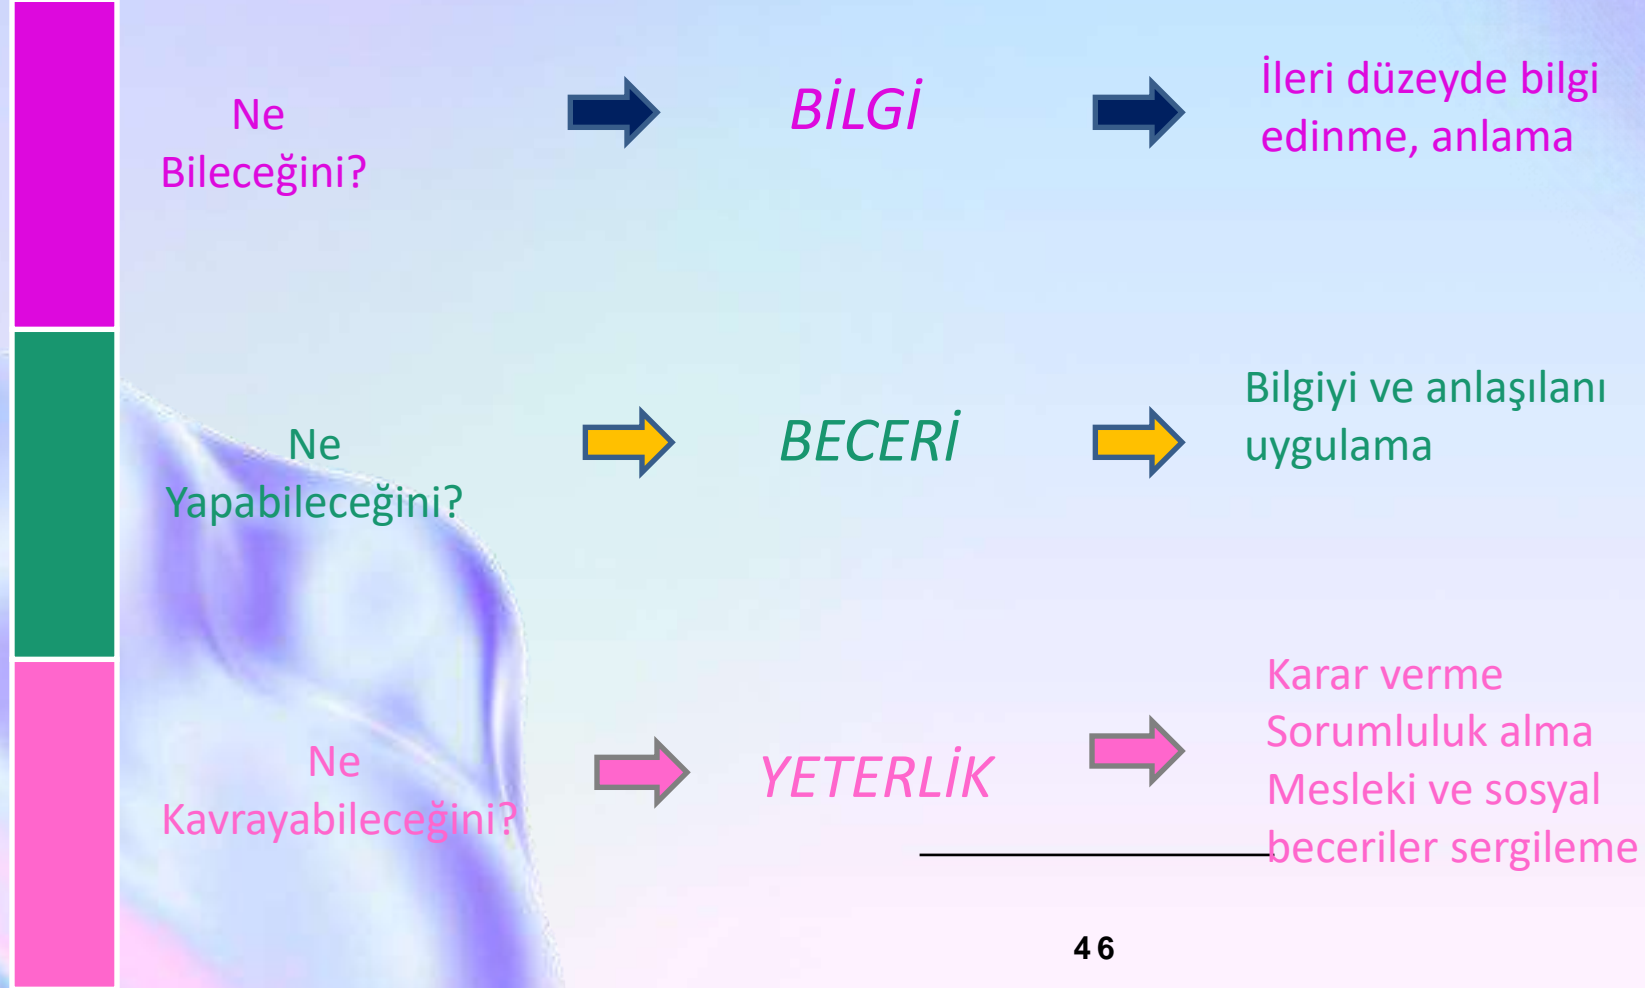 Ne
Bileceğini?
BİLGİ
İleri düzeyde bilgi
edinme, anlama
Ne
Yapabileceğini?
BECERİ
Bilgiyi ve anlaşılanı
uygulama
Ne
Kavrayabileceğini?
YETERLİK
Karar verme
Sorumluluk alma
Mesleki ve sosyal
beceriler sergileme
46